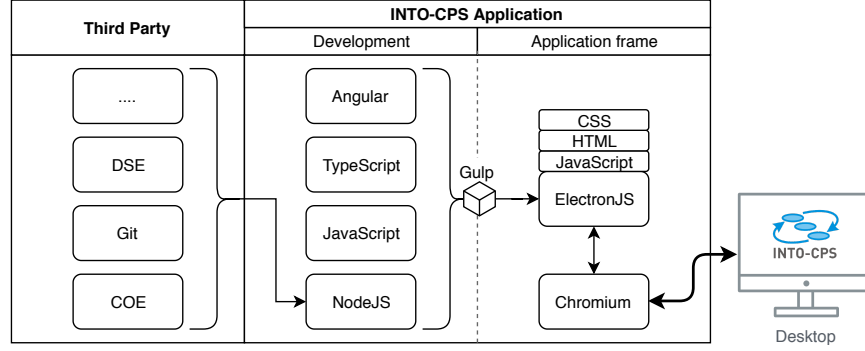 Third Party
INTO-CPS Application
Development
Application frame
....
DSE
Git
COE
Angular
TypeScript
JavaScript
NodeJS
Gulp
CSS
HTML
JavaScript
ElectronJS
Chromium
INTO-CPS
Desktop